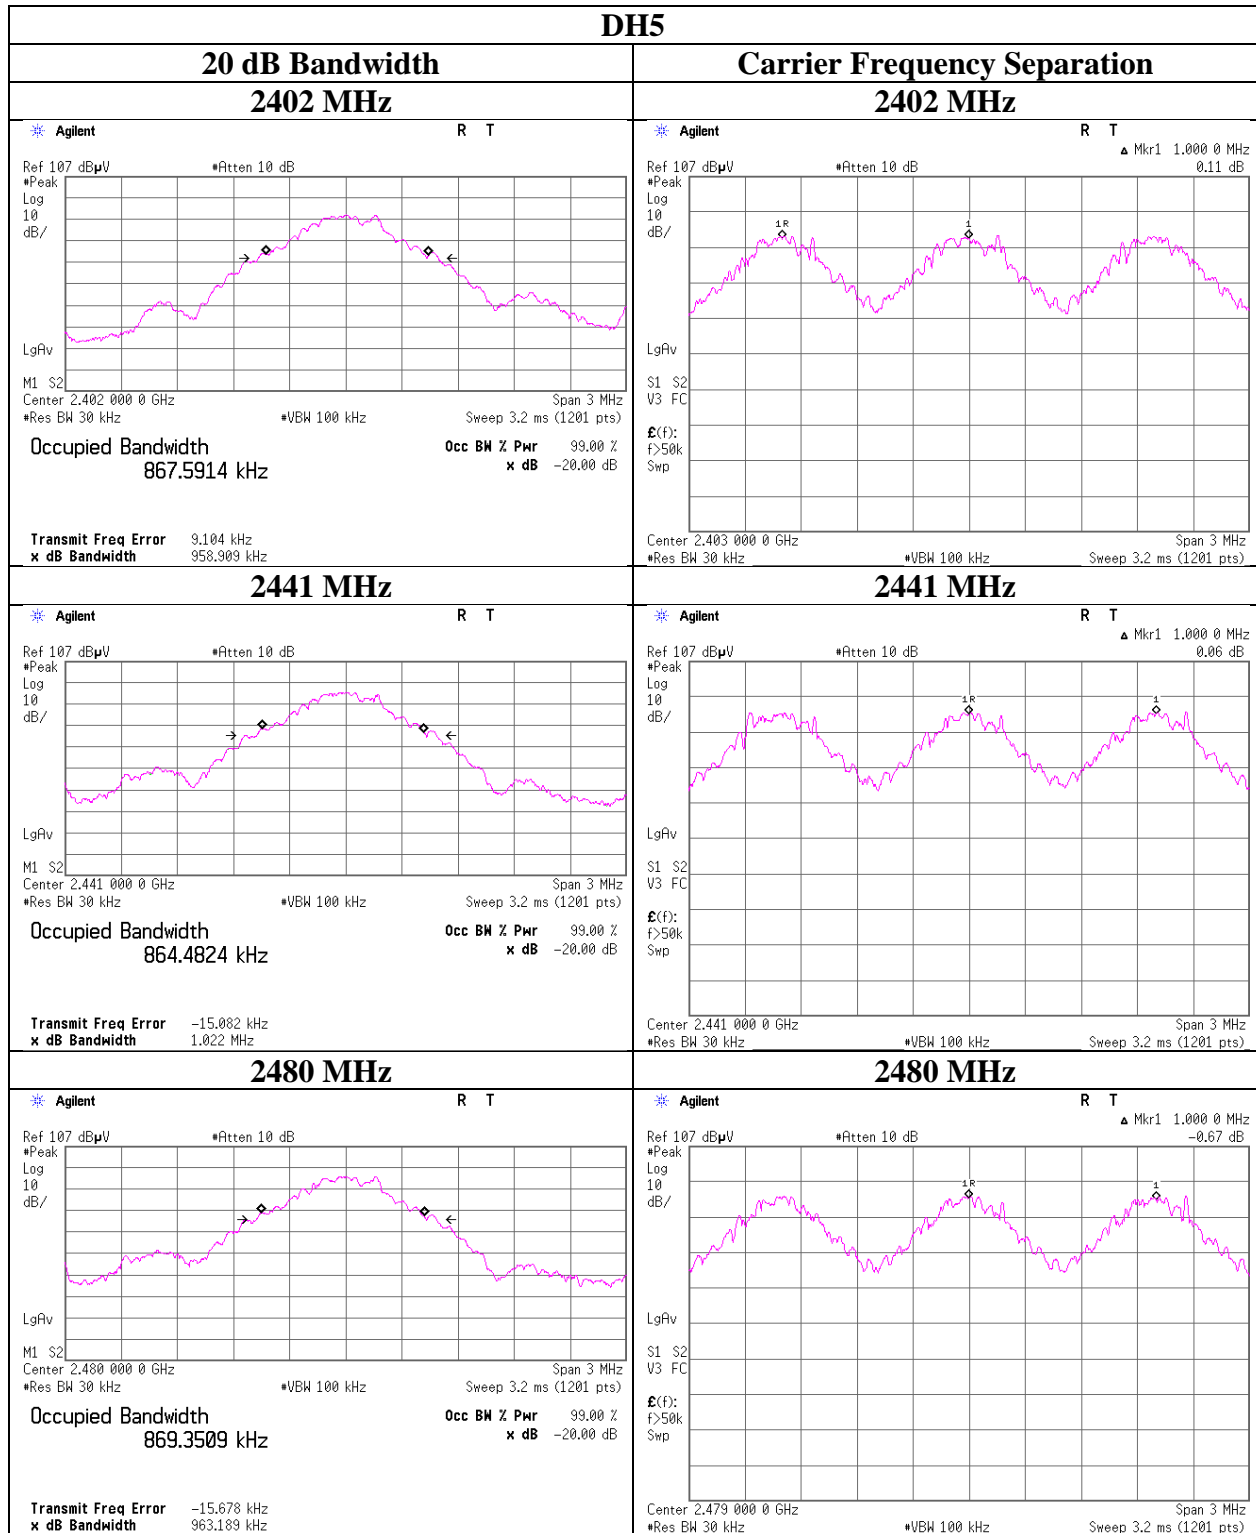 DH5
20 dB Bandwidth
Carrier Frequency Separation
2402 MHz
2402 MHz
Agilent
R T
Ref 107 dBµV
#Atten 10 dB
#Peak
Log
10
dB/
LgAv
M1 S2
Center 2.402 000 0 GHz
Span 3 MHz
#Res BW 30 kHz
#VBW 100 kHz
Sweep 3.2 ms (1201 pts)
Occupied Bandwidth
867.5914 kHz
Occ BW % Pwr 99.00 %
x dB -20.00 dB
Transmit Freq Error 9.104 kHz
x dB Bandwidth 958.909 kHz
Agilent
R T
Δ Mkr1 1.000 0 MHz
Ref 107 dBµV
#Atten 10 dB
0.11 dB
#Peak
Log
10
dB/
1R
1
LgAv
S1 S2
V3 FC
£(f):
f>50k
Swp
Center 2.403 000 0 GHz
Span 3 MHz
#Res BW 30 kHz
#VBW 100 kHz
Sweep 3.2 ms (1201 pts)
2441 MHz
2441 MHz
Agilent
R T
Ref 107 dBµV
#Atten 10 dB
#Peak
Log
10
dB/
LgAv
M1 S2
Center 2.441 000 0 GHz
Span 3 MHz
#Res BW 30 kHz
#VBW 100 kHz
Sweep 3.2 ms (1201 pts)
Occupied Bandwidth
864.4824 kHz
Occ BW % Pwr 99.00 %
x dB -20.00 dB
Transmit Freq Error -15.082 kHz
x dB Bandwidth 1.022 MHz
Agilent
R T
Δ Mkr1 1.000 0 MHz
Ref 107 dBµV
#Atten 10 dB
0.06 dB
#Peak
Log
10
dB/
1R
1
LgAv
S1 S2
V3 FC
£(f):
f>50k
Swp
Center 2.441 000 0 GHz
Span 3 MHz
#Res BW 30 kHz
#VBW 100 kHz
Sweep 3.2 ms (1201 pts)
2480 MHz
2480 MHz
Agilent
R T
Ref 107 dBµV
#Atten 10 dB
#Peak
Log
10
dB/
LgAv
M1 S2
Center 2.480 000 0 GHz
Span 3 MHz
#Res BW 30 kHz
#VBW 100 kHz
Sweep 3.2 ms (1201 pts)
Occupied Bandwidth
869.3509 kHz
Occ BW % Pwr 99.00 %
x dB -20.00 dB
Transmit Freq Error -15.678 kHz
x dB Bandwidth 963.189 kHz
Agilent
R T
Δ Mkr1 1.000 0 MHz
Ref 107 dBµV
#Atten 10 dB
-0.67 dB
#Peak
Log
10
dB/
1R
1
LgAv
S1 S2
V3 FC
£(f):
f>50k
Swp
Center 2.479 000 0 GHz
Span 3 MHz
#Res BW 30 kHz
#VBW 100 kHz
Sweep 3.2 ms (1201 pts)